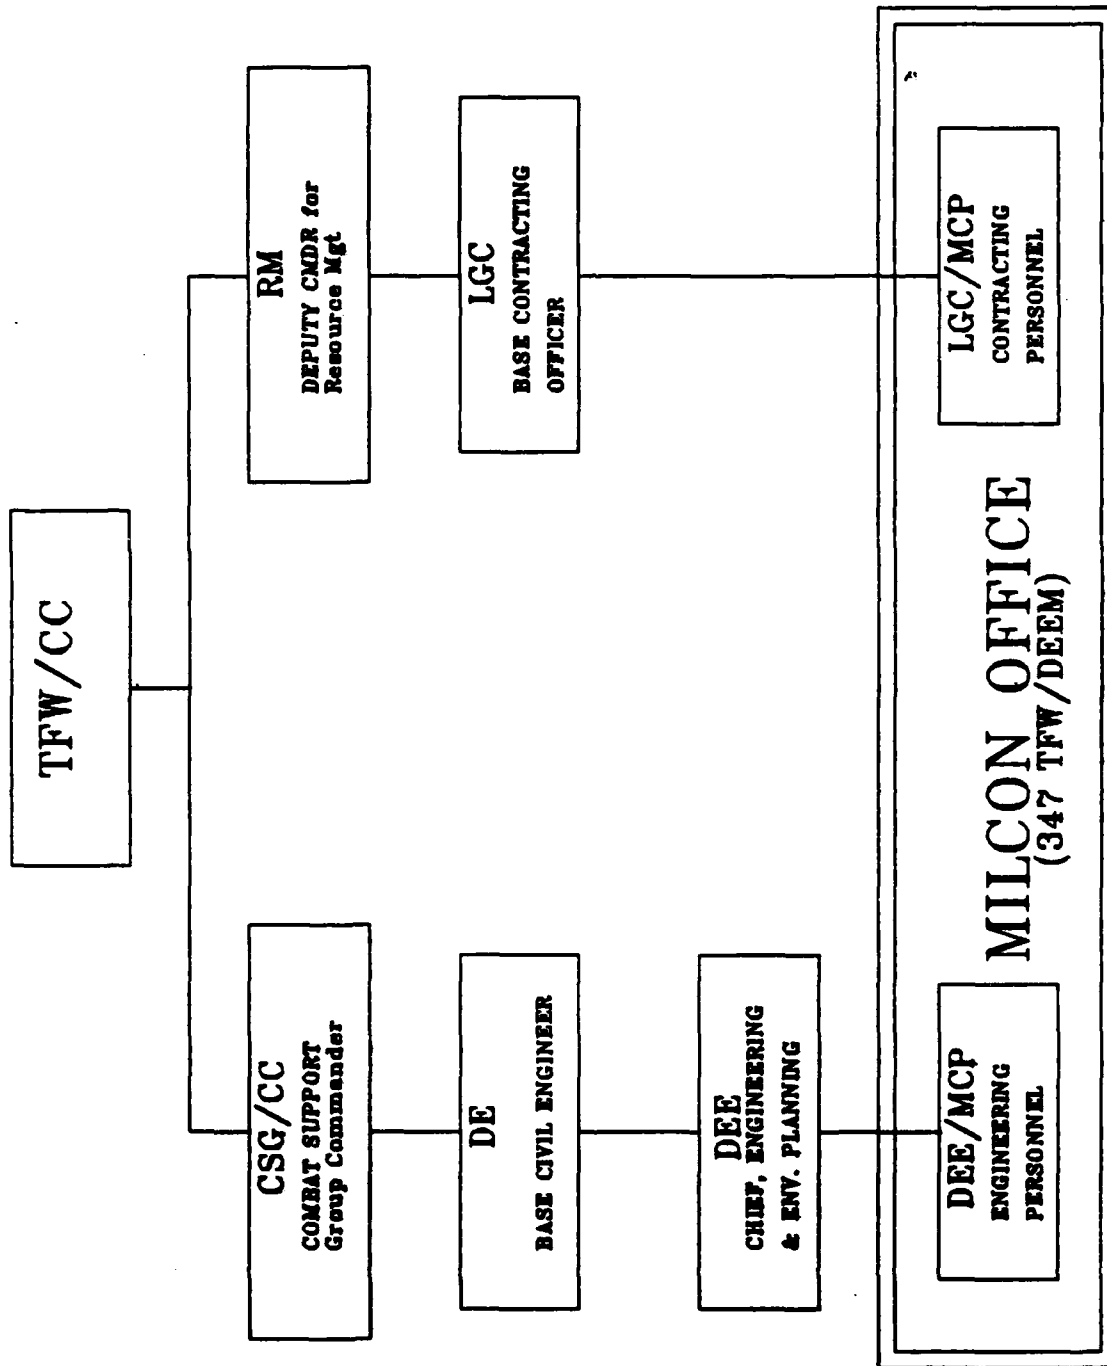 TFW/CC
CSG/CC
COMBAT SUPPORT
Group Commander
RM
DEPUTY CMDR for
Resource Mgt
DE
BASE CIVIL ENGINEER
LGC
BASE CONTRACTING
OFFICER
DEE
CHIEF, ENGINEERING
& ENV. PLANNING
DEE/MCP
ENGINEERING
PERSONNEL
MILCON OFFICE
(347 TFW/DEEM)
LGC/MCP
CONTRACTING
PERSONNEL